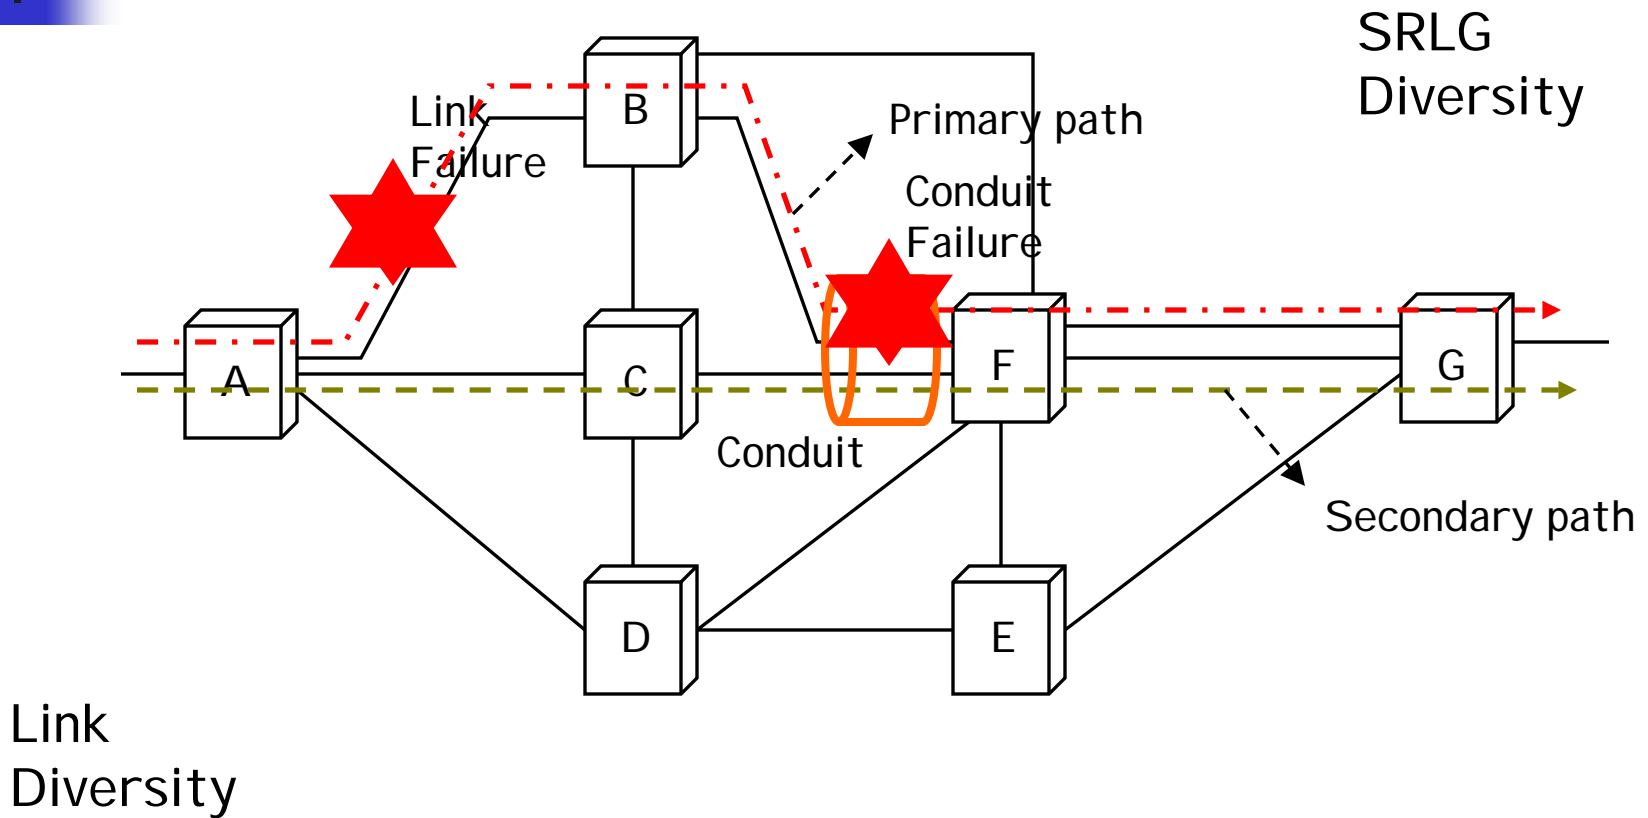 SRLG
Diversity
Link
Failure
B
Primary path
Conduit
Failure
A
C
F
G
Conduit
Secondary path
D
E
Link
Diversity